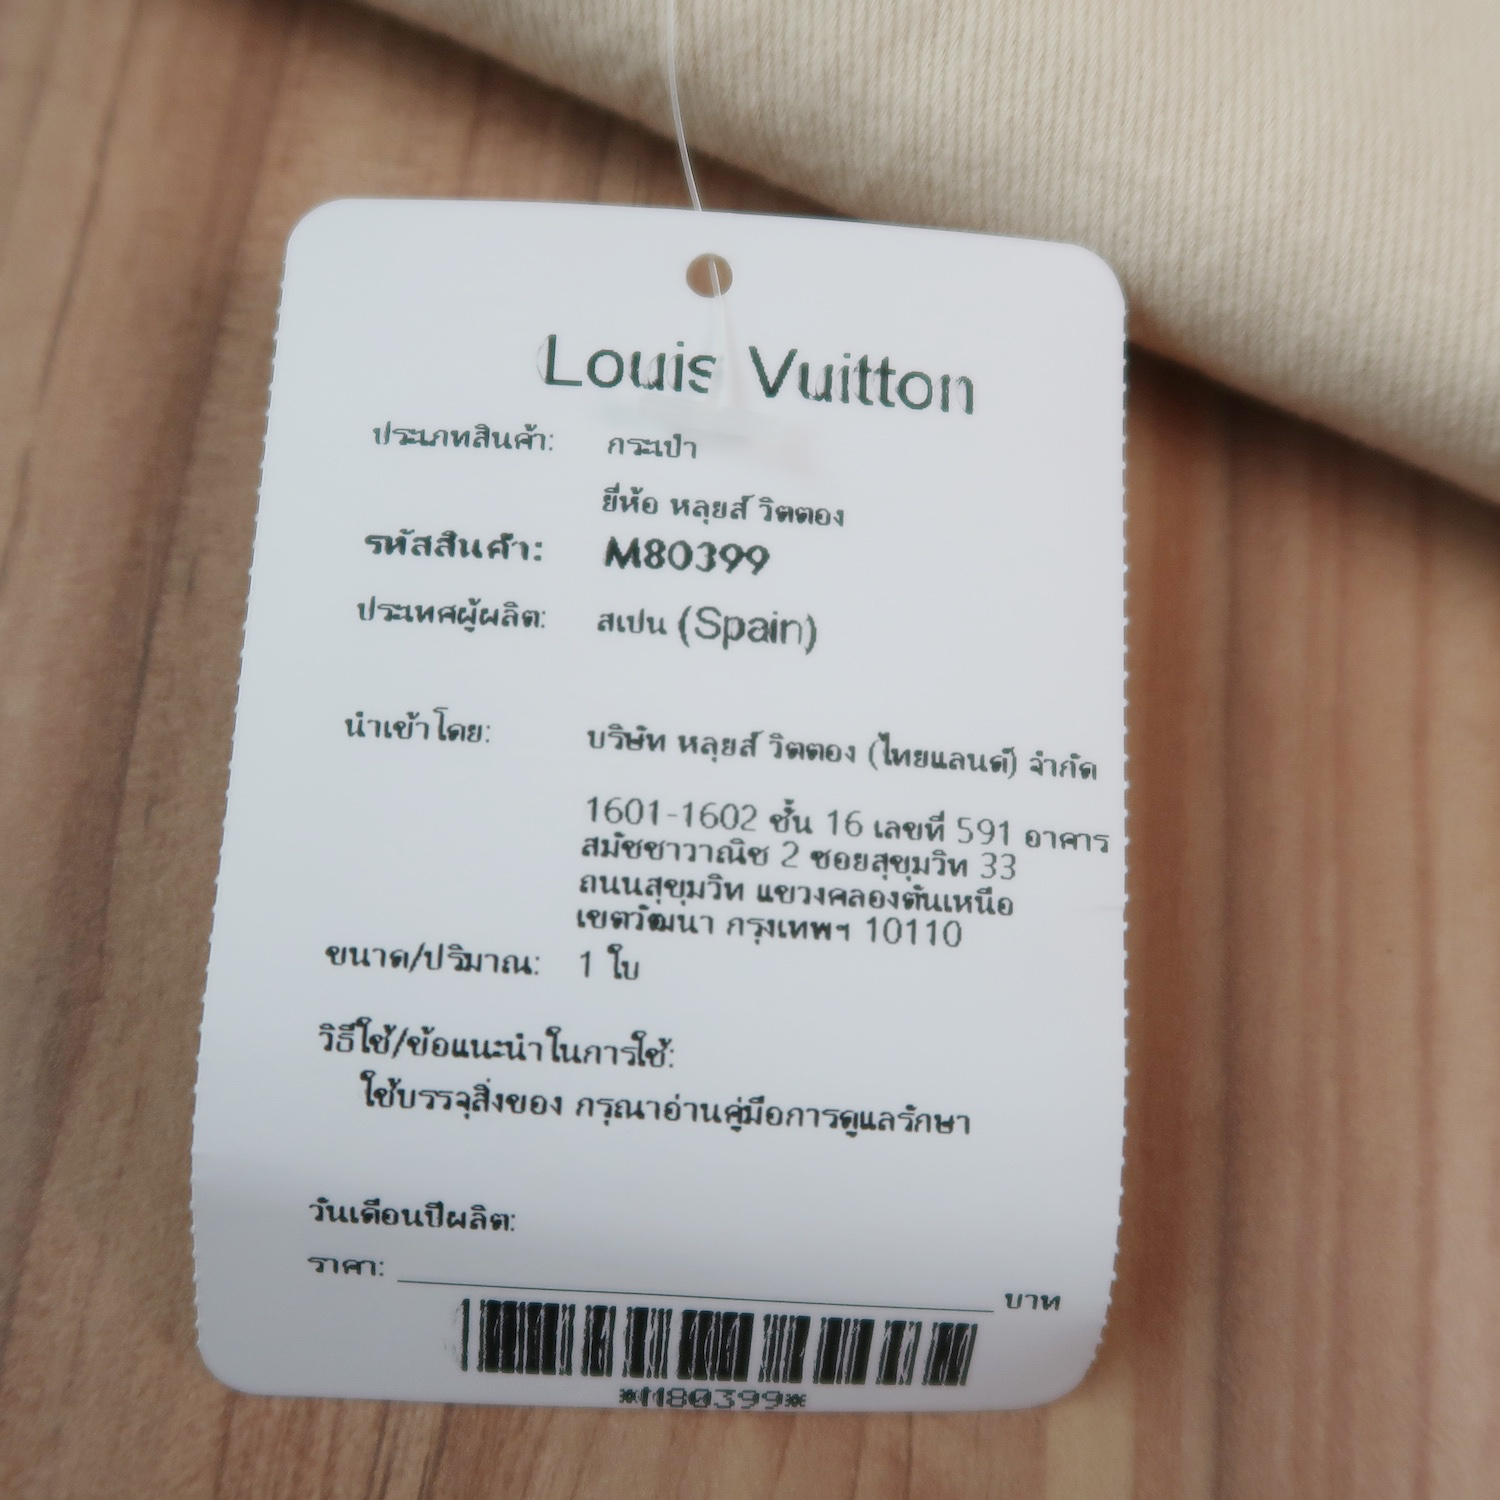 Louis Vuitton
ประเภทสินค้า: กระเป๋า
ยี่ห้อ หลุยส์ วิตตอง
รหัสสินค้า: M80399
ประเทศผู้ผลิต: สเปน (Spain)
นำเข้าโดย: บริษัท หลุยส์ วิตตอง (ไทยแลนด์) จำกัด
1601-1602 ชั้น 16 เลขที่ 591 อาคาร
สมัชชาวาณิช 2 ซอยสุขุมวิท 33
ถนนสุขุมวิท แขวงคลองตันเหนือ
เขตวัฒนา กรุงเทพฯ 10110
ขนาด/ปริมาณ: 1 ใบ
วิธีใช้/ข้อแนะนำในการใช้:
ใช้บรรจุสิ่งของ กรุณาอ่านคู่มือการดูแลรักษา
วันเดือนปีผลิต:
ราคา: บาท
*M80399*